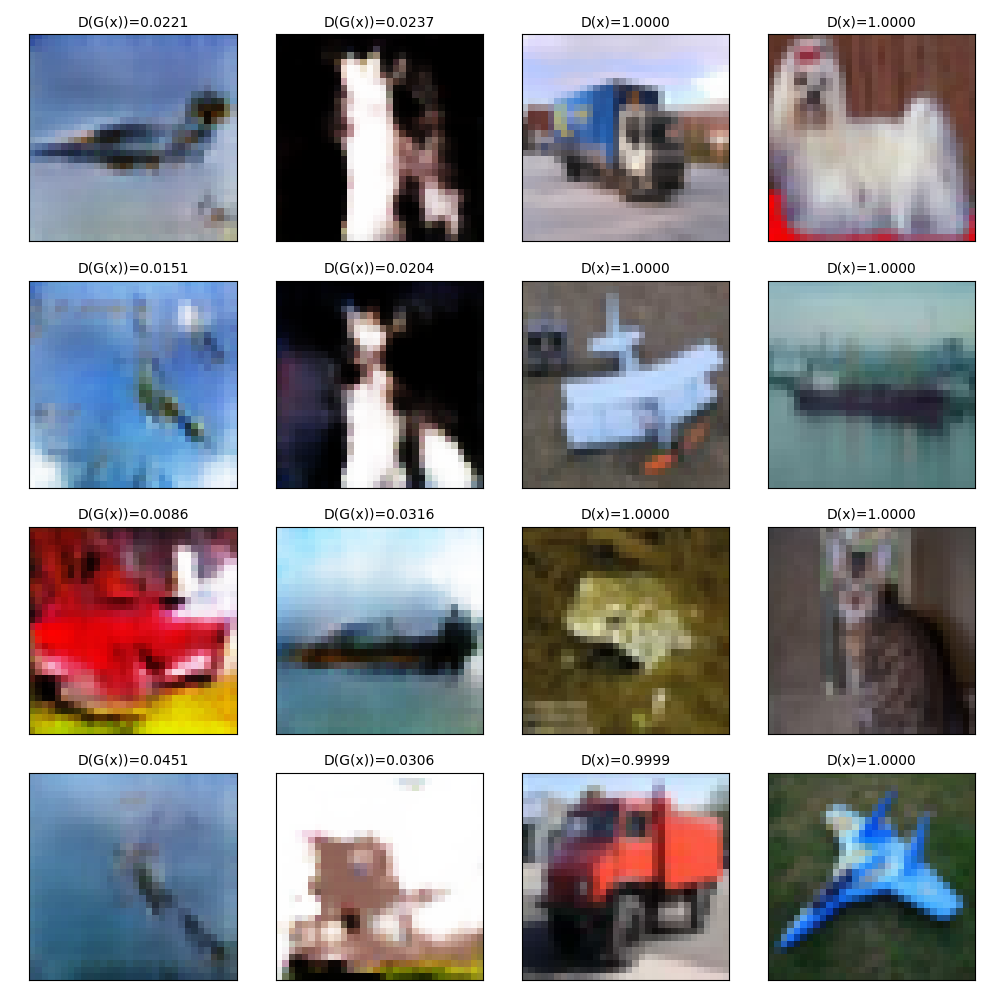 D(G(x))=0.0221
D(G(x))=0.0237
D(x)=1.0000
D(x)=1.0000
D(G(x))=0.0151
D(G(x))=0.0204
D(x)=1.0000
D(x)=1.0000
D(G(x))=0.0086
D(G(x))=0.0316
D(x)=1.0000
D(x)=1.0000
D(G(x))=0.0451
D(G(x))=0.0306
D(x)=0.9999
D(x)=1.0000